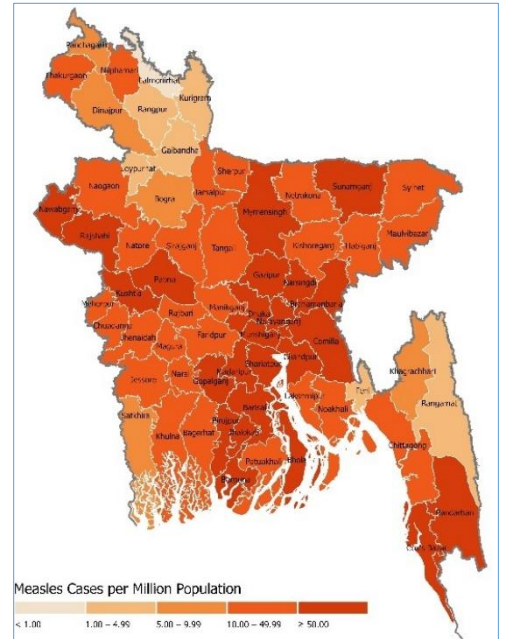 Panchagarh
Thakurgaon
Nilphamari
Lalmonirhat
Kurigram
Dinajpur
Rangpur
Gaibandha
Joypurhat
Sherpur
Naogaon
Bogra
Jamalpur
Mymensingh
Netrokona
Sunamganj
Sylhet
Nawabganj
Rajshahi
Natore
Sirajganj
Tangail
Kishoreganj
Habiganj
Maulvibazar
Gazipur
Narsingdi
Pabna
Kushtia
Brahamanbaria
Dhaka
Manikganj
Meherpur
Rajbari
Narayanganj
Chuadanga
Munshiganj
Comilla
Jhenaidah
Faridpur
Magura
Shariatpur
Chandpur
Khagrachhari
Madaripur
Narail
Gopalganj
Jessore
Feni
Lakshmipur
Rangamati
Noakhali
Barisal
Satkhira
Pirojpur
Khulna
Bagerhat
Jhalokati
Chittagong
Patuakhali
Bhola
Barguna
Bandarban
Cox's Bazar
Measles Cases per Million Population
< 1.00 1.00 – 4.99 5.00 – 9.99 10.00 – 49.99 ≥ 50.00